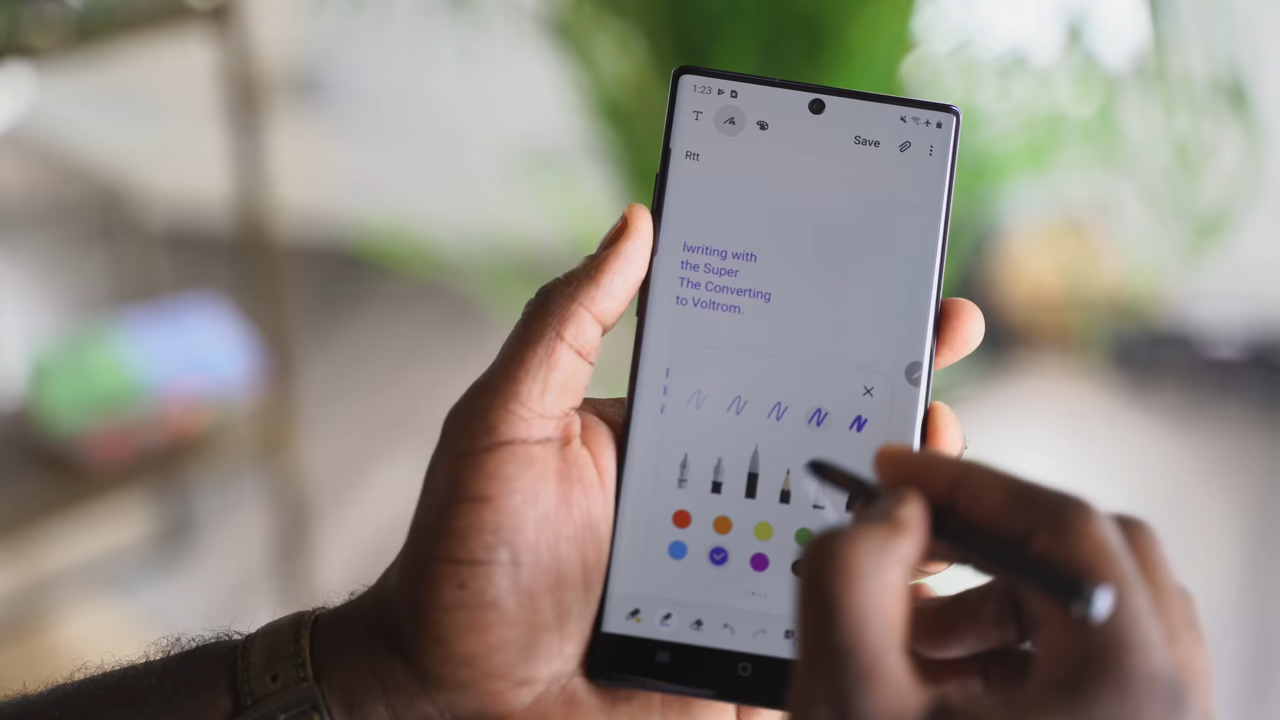 1:23
T
Save
Rtt
Iwriting with
the Super
The Converting
to Voltrom.